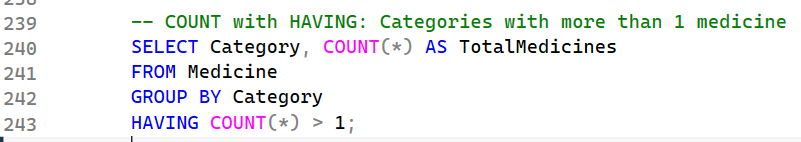 239 -- COUNT with HAVING: Categories with more than 1 medicine
240 SELECT Category, COUNT(*) AS TotalMedicines
241 FROM Medicine
242 GROUP BY Category
243 HAVING COUNT(*) > 1;